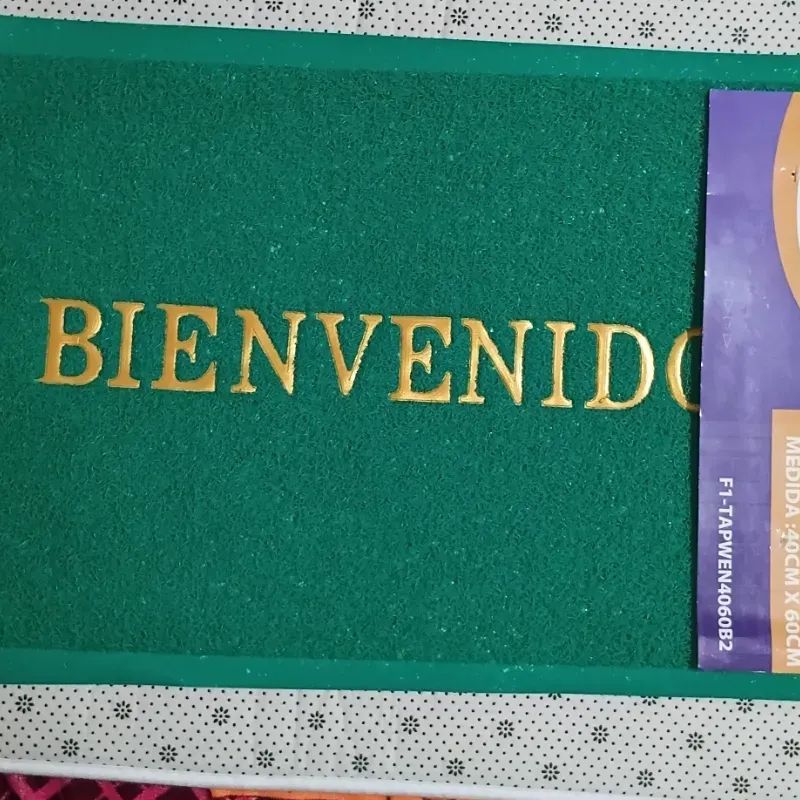 BIENVENIDO
F1-TAPWEN4060B2
MEDIDA :40CM X 60CM